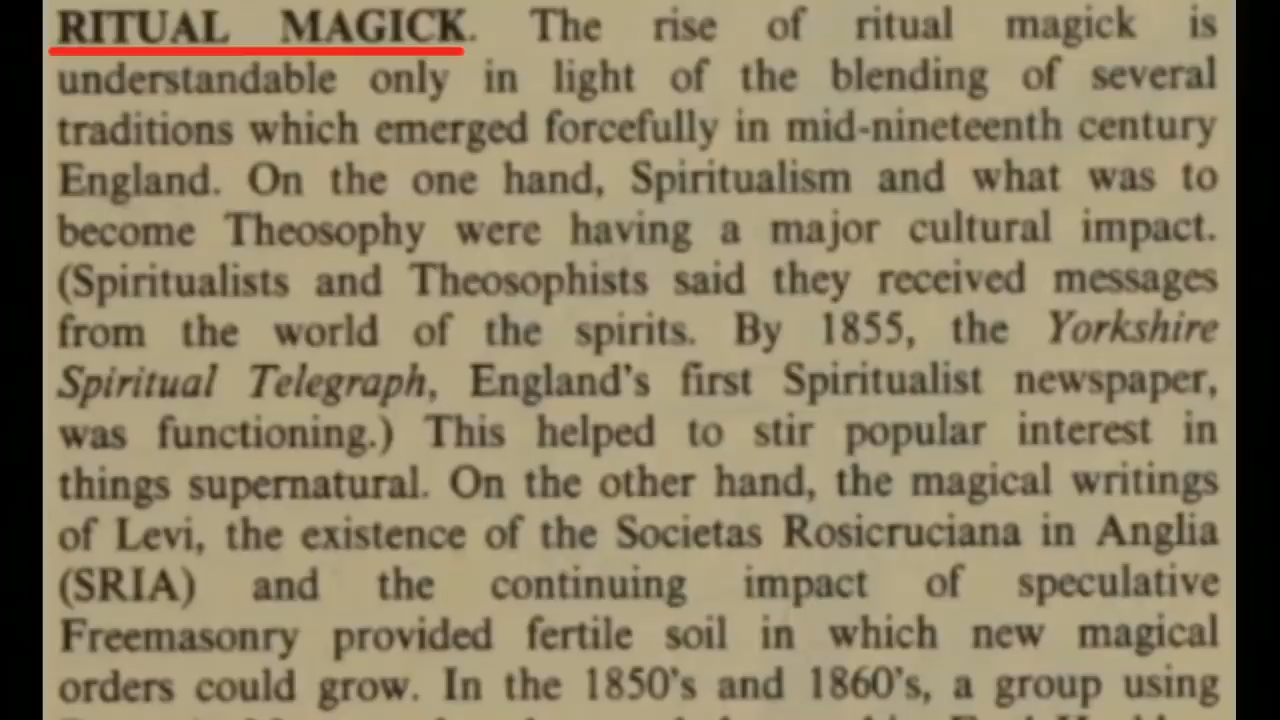 RITUAL MAGICK. The rise of ritual magick is
understandable only in light of the blending of several
traditions which emerged forcefully in mid-nineteenth century
England. On the one hand, Spiritualism and what was to
become Theosophy were having a major cultural impact.
(Spiritualists and Theosophists said they received messages
from the world of the spirits. By 1855, the Yorkshire
Spiritual Telegraph, England's first Spiritualist newspaper,
was functioning.) This helped to stir popular interest in
things supernatural. On the other hand, the magical writings
of Levi, the existence of the Societas Rosicruciana in Anglia
(SRIA) and the continuing impact of speculative
Freemasonry provided fertile soil in which new magical
orders could grow. In the 1850's and 1860's, a group using